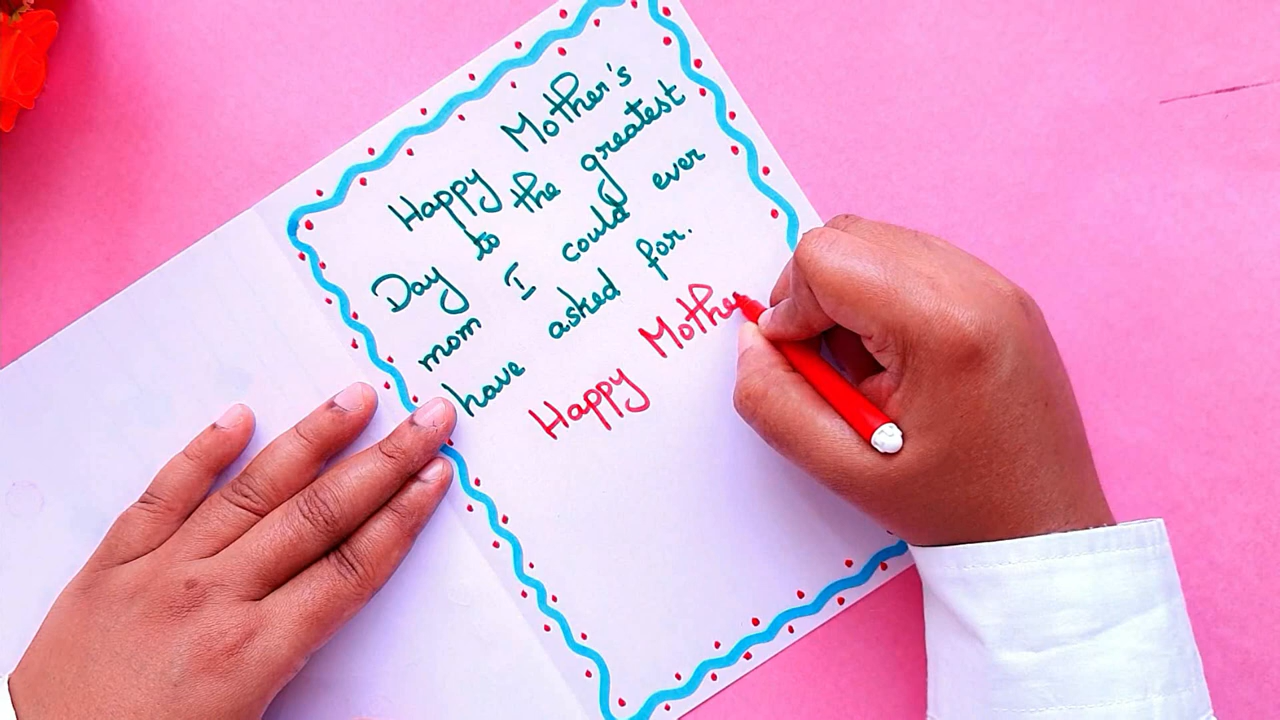 Happy Mother's
Day to the greatest
mom I could ever
have asked for.
Happy Mothe